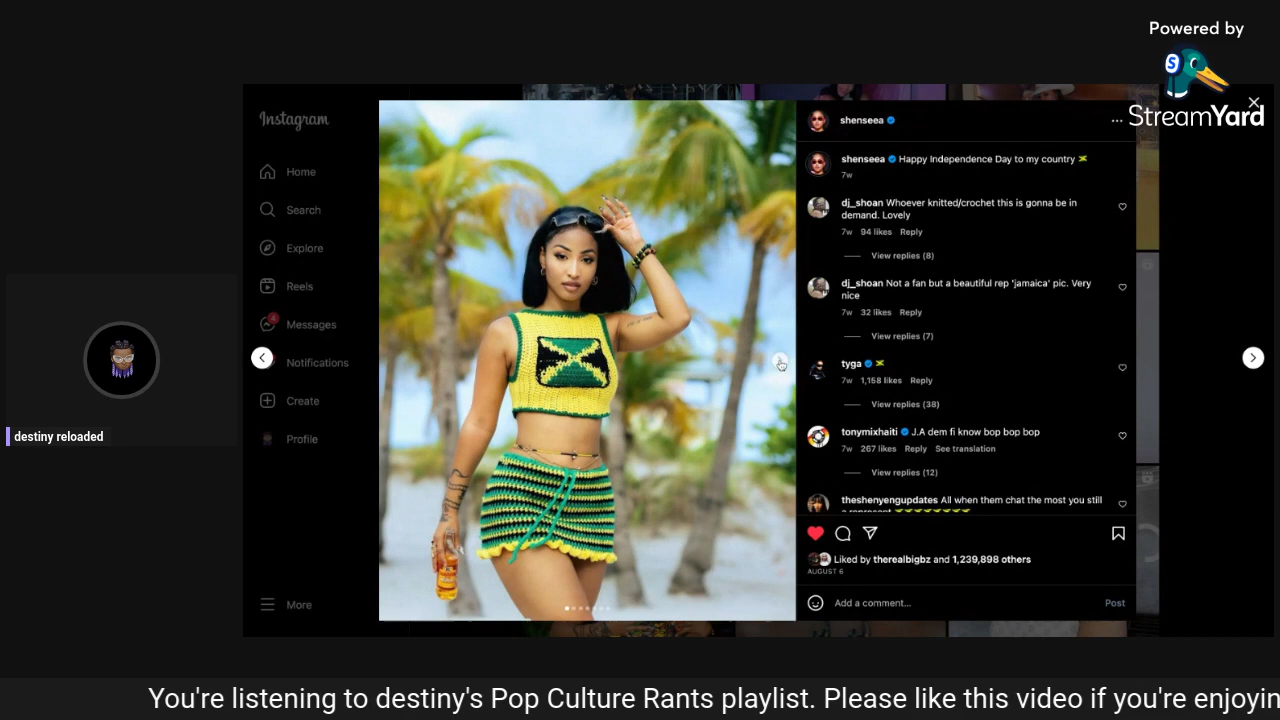 Powered by
StreamYard
Instagram
Home
Search
Explore
Reels
4
Messages
Notifications
Create
Profile
More
shenseea
shenseea Happy Independence Day to my country
7w
dj_shoan Whoever knitted/crochet this is gonna be in
demand. Lovely
7w 94 likes Reply
View replies (8)
dj_shoan Not a fan but a beautiful rep 'jamaica' pic. Very
nice
7w 32 likes Reply
View replies (7)
tyga
7w 1,158 likes Reply
View replies (38)
tonymixhaiti J.A dem fi know bop bop bop
7w 267 likes Reply See translation
View replies (12)
theshenyengupdates All when them chat the most you still
a represent
Liked by therealbigbz and 1,239,898 others
AUGUST 6
Add a comment... Post
destiny reloaded
You're listening to destiny's Pop Culture Rants playlist. Please like this video if you're enjoyin